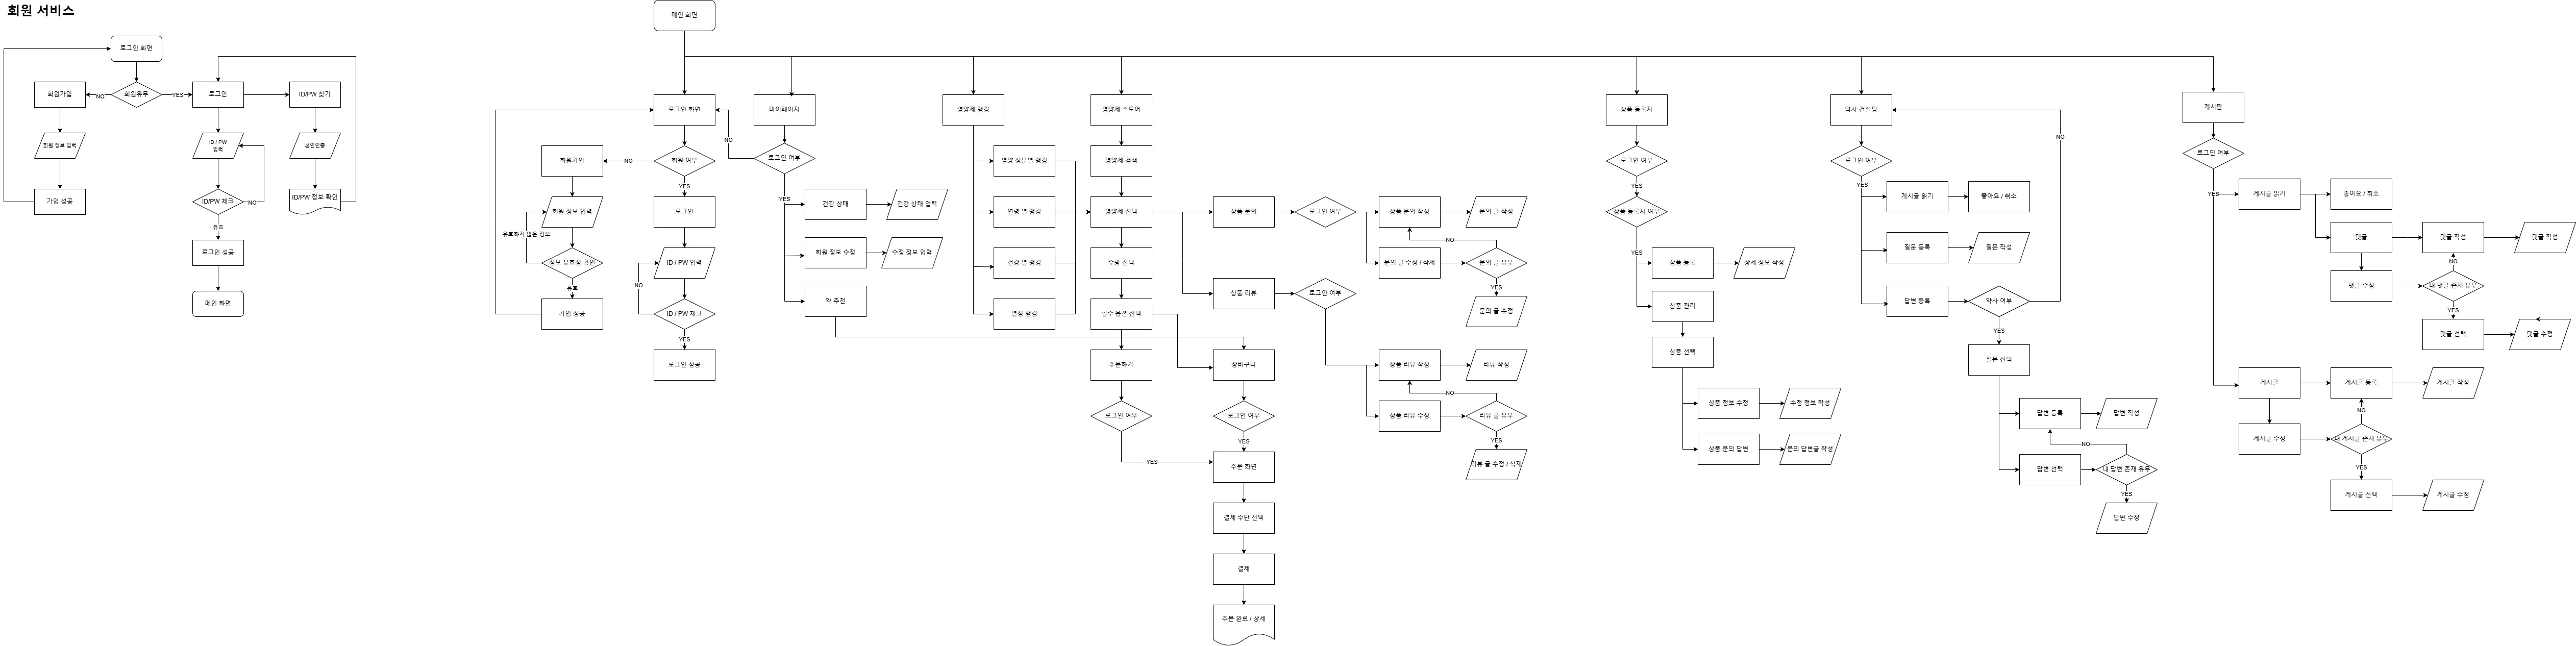 회원 서비스
로그인 화면
회원가입
NO
회원유무
YES
로그인
ID/PW 찾기
회원 정보 입력
ID / PW
입력
본인인증
가입 성공
ID/PW 체크
NO
ID/PW 정보 확인
유효
로그인 성공
메인 화면
메인 화면
로그인 화면
회원가입
NO
회원 여부
YES
회원 정보 입력
유효하지 않은 정보
정보 유효성 확인
유효
가입 성공
로그인
ID / PW 입력
NO
ID / PW 체크
YES
로그인 성공
마이페이지
NO
로그인 여부
YES
건강 상태
건강 상태 입력
회원 정보 수정
수정 정보 입력
약 추천
영양제 랭킹
영양 성분별 랭킹
연령 별 랭킹
건강 별 랭킹
별점 랭킹
영양제 스토어
영양제 검색
영양제 선택
수량 선택
필수 옵션 선택
주문하기
로그인 여부
YES
장바구니
로그인 여부
YES
주문 화면
결제 수단 선택
결제
주문 완료 / 상세
상품 문의
로그인 여부
상품 문의 작성
문의 글 작성
NO
문의 글 수정 / 삭제
문의 글 유무
YES
문의 글 수정
상품 리뷰
로그인 여부
상품 리뷰 작성
리뷰 작성
NO
상품 리뷰 수정
리뷰 글 유무
YES
리뷰 글 수정 / 삭제
상품 등록자
로그인 여부
YES
상품 등록자 여부
YES
상품 등록
상세 정보 작성
상품 관리
상품 선택
상품 정보 수정
수정 정보 작성
상품 문의 답변
문의 답변글 작성
약사 컨설팅
NO
로그인 여부
YES
게시글 읽기
좋아요 / 취소
질문 등록
질문 작성
답변 등록
약사 여부
YES
질문 선택
답변 등록
답변 작성
NO
답변 선택
내 답변 존재 유무
YES
답변 수정
게시판
로그인 여부
YES
게시글 읽기
좋아요 / 취소
댓글
댓글 작성
댓글 작성
NO
댓글 수정
내 댓글 존재 유무
YES
댓글 선택
댓글 수정
게시글
게시글 등록
게시글 작성
NO
게시글 수정
내 게시글 존재 유무
YES
게시글 선택
게시글 수정